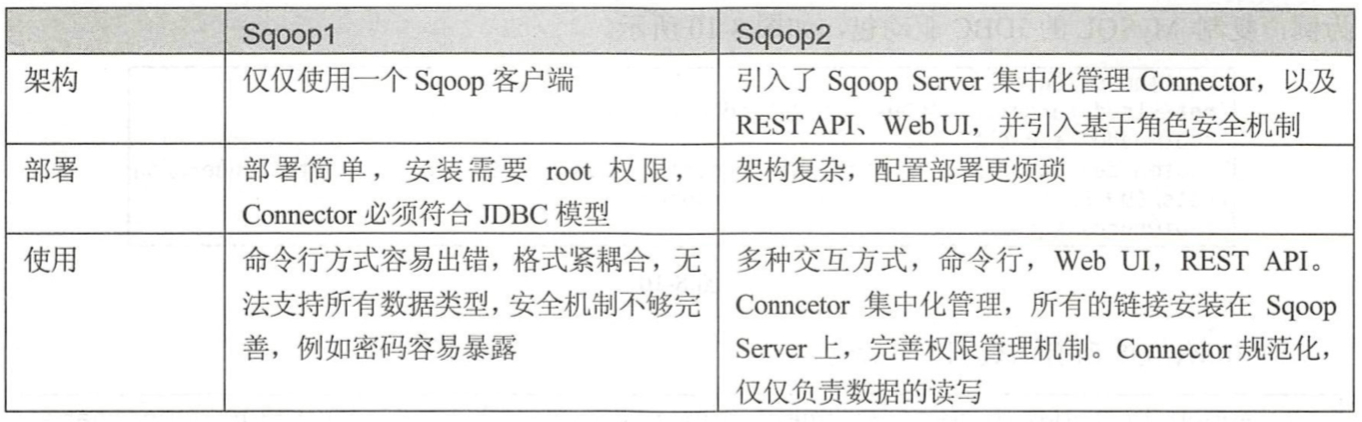 Sqoop1
Sqoop2
架构
仅仅使用一个 Sqoop 客户端
引入了 Sqoop Server 集中化管理 Connector，以及
REST API、Web UI，并引入基于角色安全机制
部署
部署简单，安装需要 root 权限，
Connector 必须符合 JDBC 模型
架构复杂，配置部署更烦琐
使用
命令行方式容易出错，格式紧耦合，无
法支持所有数据类型，安全机制不够完
善，例如密码容易暴露
多种交互方式，命令行，Web UI，REST API。
Conncetor 集中化管理，所有的链接安装在 Sqoop
Server 上，完善权限管理机制。Connector 规范化，
仅仅负责数据的读写